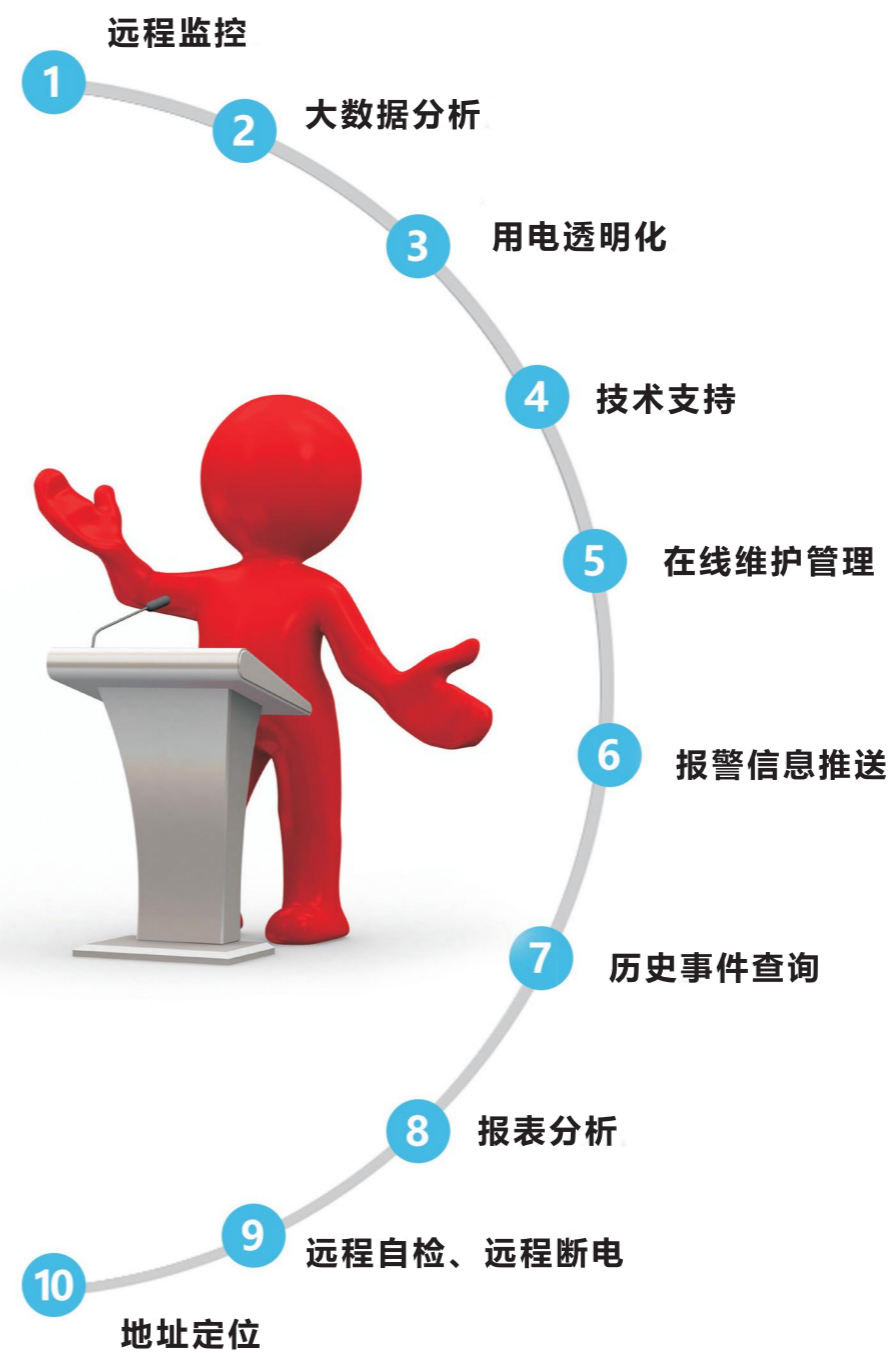 远程监控
1
2
大数据分析
3
用电透明化
4
技术支持
5
在线维护管理
6
报警信息推送
7
历史事件查询
8
报表分析
9
远程自检、远程断电
10
地址定位